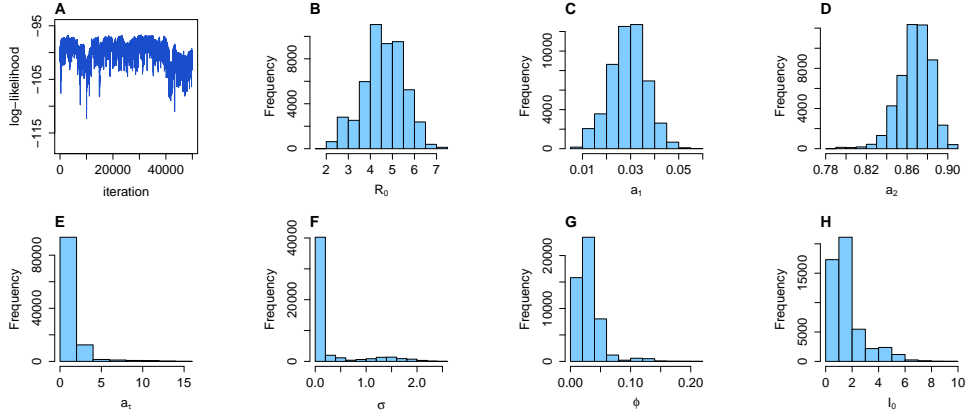 A
log−likelihood
−95
−105
−115
0
20000
40000
iteration
B
Frequency
0
4000
8000
2
3
4
5
6
7
R₀
C
Frequency
0
4000
10000
0.01
0.03
0.05
a₁
D
Frequency
0
4000
10000
0.78
0.82
0.86
0.90
a₂
E
Frequency
0
40000
80000
0
5
10
15
aτ
F
Frequency
0
20000
40000
0.0
1.0
2.0
σ
G
Frequency
0
10000
20000
0.00
0.10
0.20
ϕ
H
Frequency
0
5000
15000
0
2
4
6
8
10
I₀